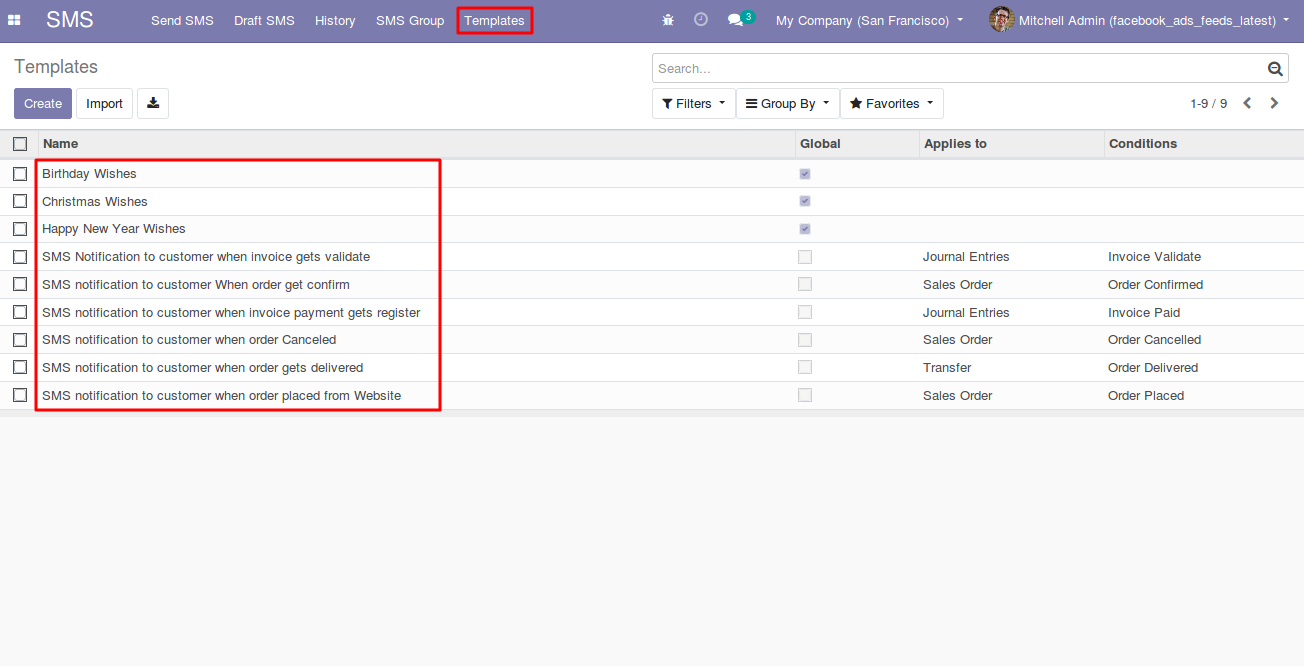 SMS Send SMS Draft SMS History SMS Group Templates 3 My Company (San Francisco) Mitchell Admin (facebook_ads_feeds_latest)
Templates
Search...
Create Import Filters Group By Favorites 1-9 / 9
Name Global Applies to Conditions
Birthday Wishes
Christmas Wishes
Happy New Year Wishes
SMS Notification to customer when invoice gets validate Journal Entries Invoice Validate
SMS notification to customer When order get confirm Sales Order Order Confirmed
SMS notification to customer when invoice payment gets register Journal Entries Invoice Paid
SMS notification to customer when order Canceled Sales Order Order Cancelled
SMS notification to customer when order gets delivered Transfer Order Delivered
SMS notification to customer when order placed from Website Sales Order Order Placed